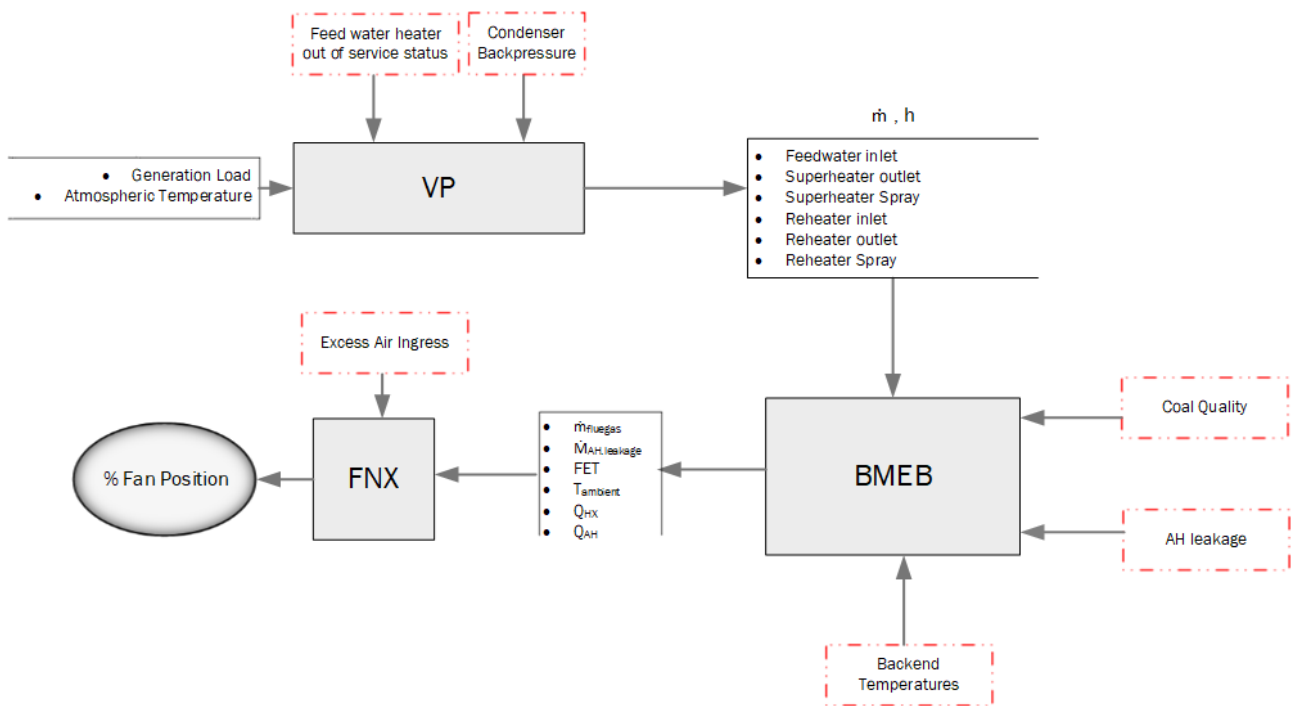 Feed water heater
out of service status
Condenser
Backpressure
ṁ , h
• Generation Load
• Atmospheric Temperature
VP
• Feedwater inlet
• Superheater outlet
• Superheater Spray
• Reheater inlet
• Reheater outlet
• Reheater Spray
Excess Air Ingress
Coal Quality
% Fan Position
FNX
• ṁfluegas
• ṀAH.leakage
• FET
• Tambient
• QHX
• QAH
BMEB
AH leakage
Backend
Temperatures